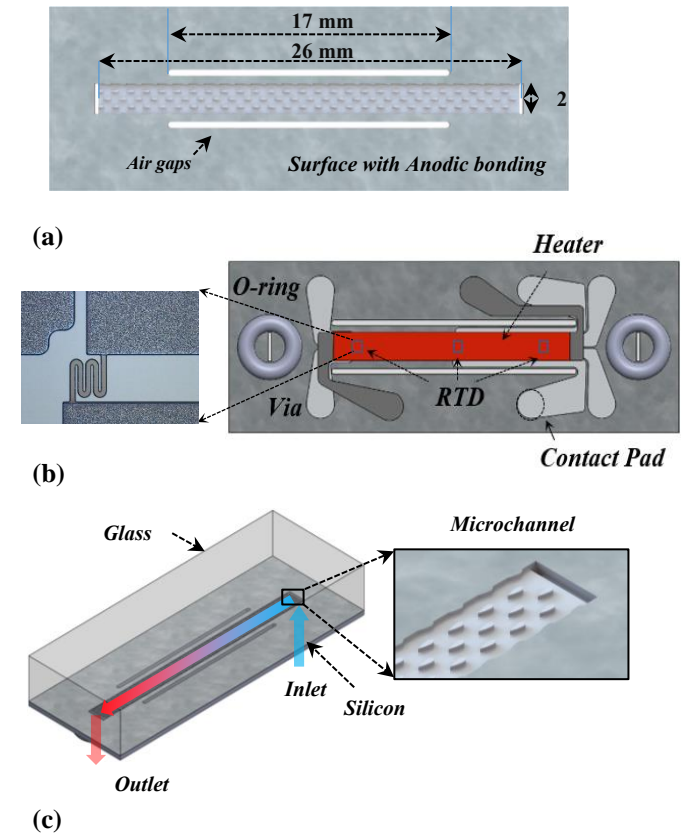 17 mm
26 mm
2
Air gaps
Surface with Anodic bonding
(a)
Heater
O-ring
Via
RTD
Contact Pad
(b)
Glass
Microchannel
Inlet
Silicon
Outlet
(c)